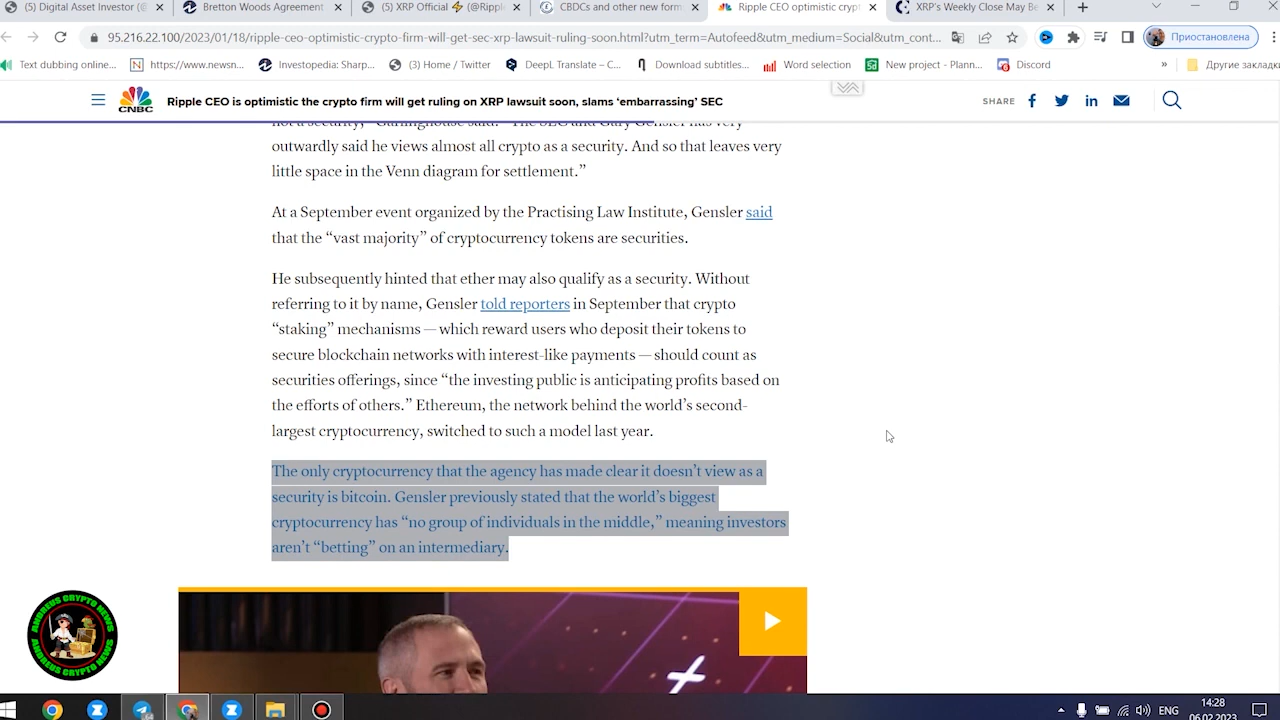 (5) Digital Asset Investor (@
Bretton Woods Agreement
(5) XRP Official ⚡ (@Rippl
CBDCs and other new form
Ripple CEO optimistic crypt
XRP's Weekly Close May Be
95.216.22.100/2023/01/18/ripple-ceo-optimistic-crypto-firm-will-get-sec-xrp-lawsuit-ruling-soon.html?utm_term=Autofeed&utm_medium=Social&utm_cont...
Приостановлена
Text dubbing online...
https://www.newsn...
Investopedia: Sharp...
(3) Home / Twitter
DeepL Translate – C...
Download subtitles...
Word selection
New project - Plann...
Discord
»
Другие закладки
CNBC
Ripple CEO is optimistic the crypto firm will get ruling on XRP lawsuit soon, slams ‘embarrassing’ SEC
SHARE
not a security,” Garlinghouse said. “The SEC and Gary Gensler has very
outwardly said he views almost all crypto as a security. And so that leaves very
little space in the Venn diagram for settlement.”
At a September event organized by the Practising Law Institute, Gensler said
that the “vast majority” of cryptocurrency tokens are securities.
He subsequently hinted that ether may also qualify as a security. Without
referring to it by name, Gensler told reporters in September that crypto
“staking” mechanisms — which reward users who deposit their tokens to
secure blockchain networks with interest-like payments — should count as
securities offerings, since “the investing public is anticipating profits based on
the efforts of others.” Ethereum, the network behind the world’s second-
largest cryptocurrency, switched to such a model last year.
The only cryptocurrency that the agency has made clear it doesn’t view as a
security is bitcoin. Gensler previously stated that the world’s biggest
cryptocurrency has “no group of individuals in the middle,” meaning investors
aren’t “betting” on an intermediary.
ANDREUS CRYPTO NEWS
ANDREUS CRYPTO NEWS
ENG
14:28
06.02.2023